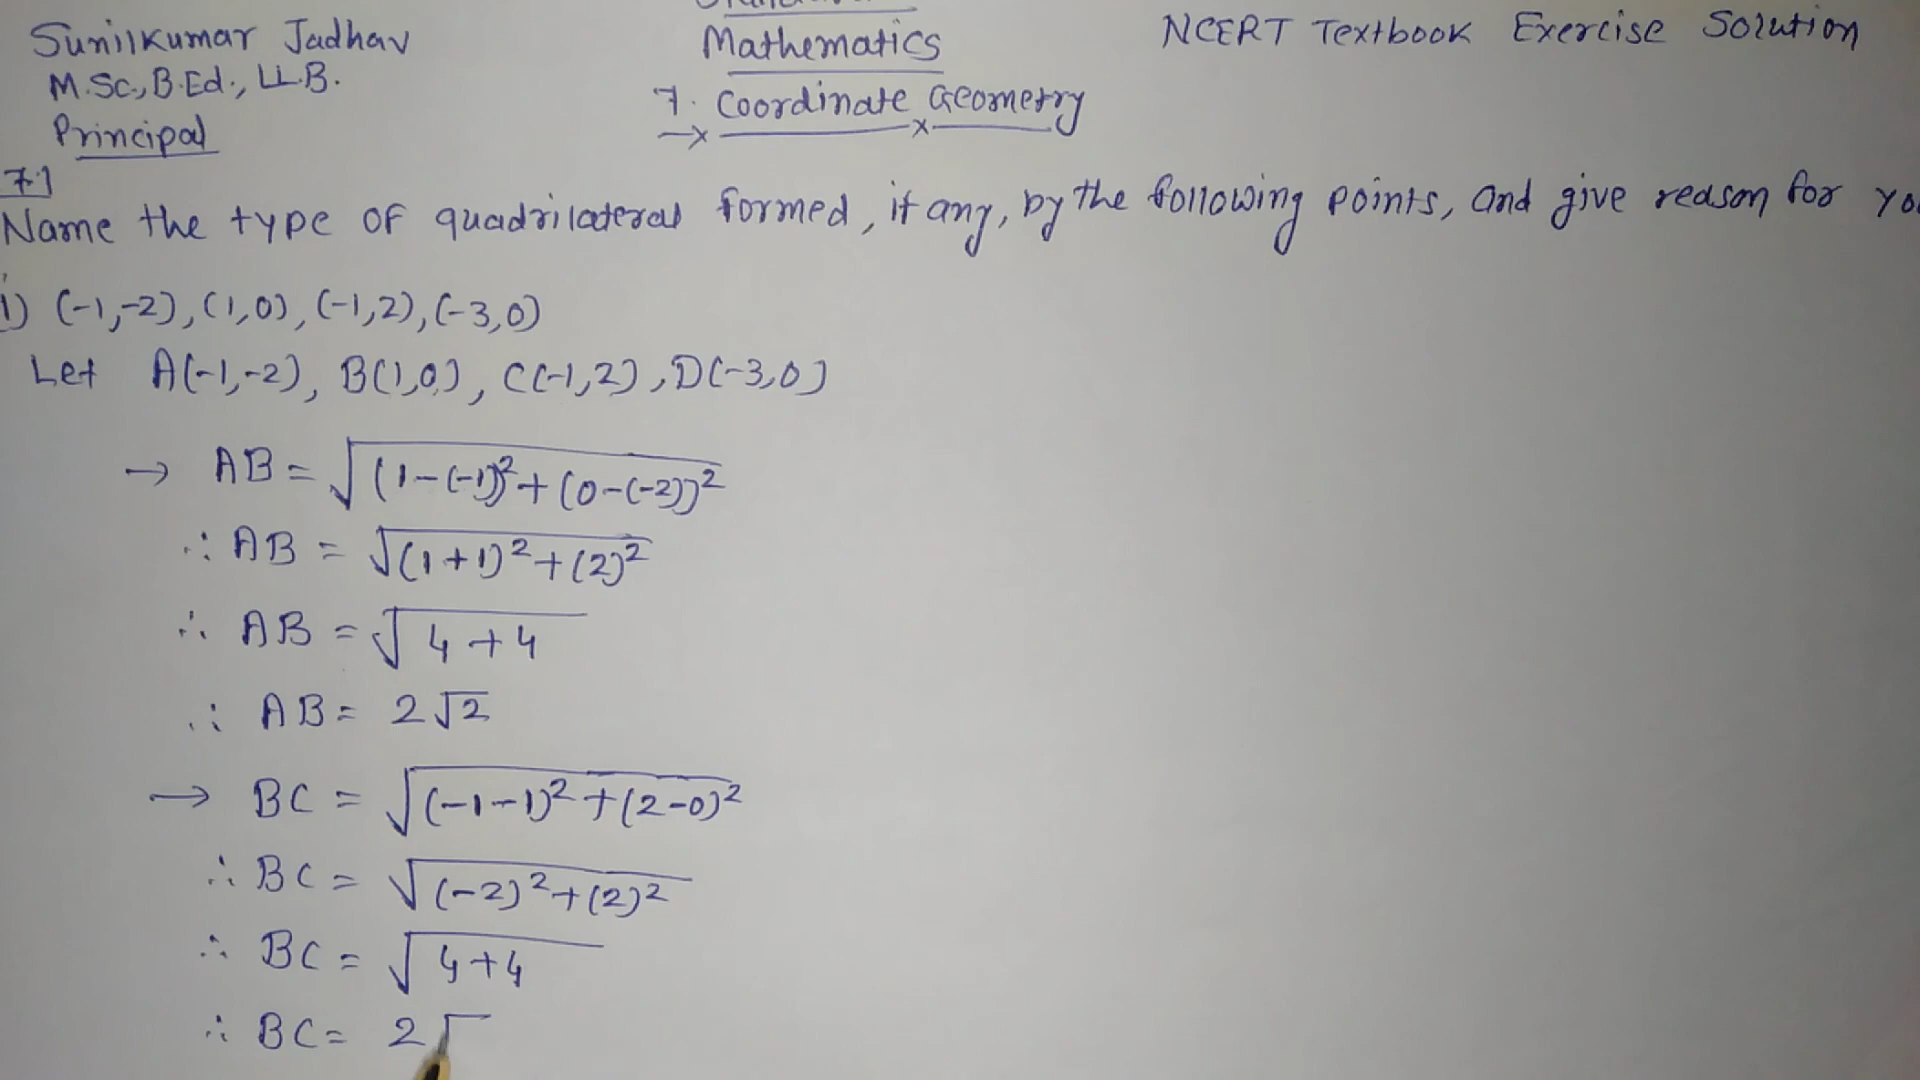 Sunilkumar Jadhav
M.Sc., B.Ed., LL.B.
Principal
Mathematics
7. Coordinate Geometry
NCERT Textbook Exercise Solution
7.1
Name the type of quadrilateral formed, if any, by the following points, and give reason for
i) (-1,-2), (1,0), (-1,2), (-3,0)
Let A(-1,-2), B(1,0), C(-1,2), D(-3,0)
→ AB = √(1-(-1))²+(0-(-2))²
∴ AB = √(1+1)²+(2)²
∴ AB = √4+4
∴ AB = 2√2
→ BC = √(-1-1)²+(2-0)²
∴ BC = √(-2)²+(2)²
∴ BC = √4+4
∴ BC = 2√